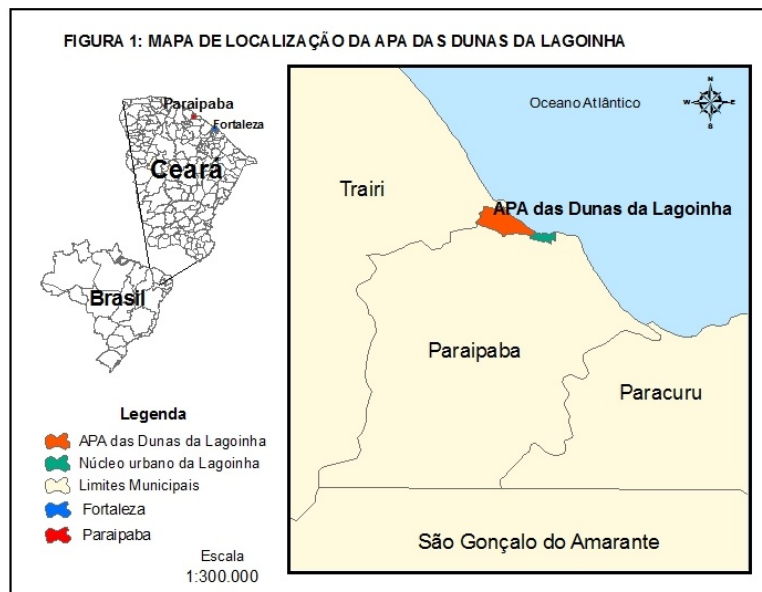 FIGURA 1: MAPA DE LOCALIZAÇÃO DA APA DAS DUNAS DA LAGOINHA
Paraipaba
Fortaleza
Ceará
Brasil
Legenda
APA das Dunas da Lagoinha
Núcleo urbano da Lagoinha
Limites Municipais
Fortaleza
Paraipaba
Escala
1:300.000
Oceano Atlântico
N
W
E
S
Trairi
APA das Dunas da Lagoinha
Paraipaba
Paracuru
São Gonçalo do Amarante